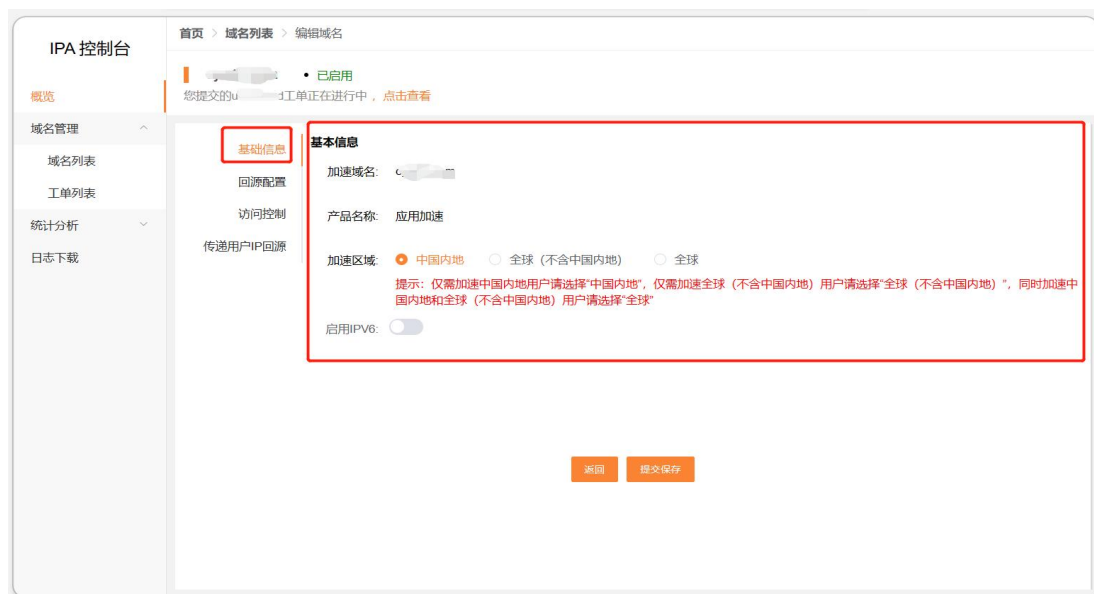 IPA 控制台
概览
域名管理
域名列表
工单列表
统计分析
日志下载
首页 > 域名列表 > 编辑域名
• 已启用
您提交的u d工单正在进行中 ，点击查看
基础信息
回源配置
访问控制
传递用户IP回源
基本信息
加速域名:
产品名称: 应用加速
加速区域: 中国内地 全球（不含中国内地） 全球
提示：仅需加速中国内地用户请选择“中国内地”，仅需加速全球（不含中国内地）用户请选择“全球（不含中国内地）”，同时加速中
国内地和全球（不含中国内地）用户请选择“全球”
启用IPV6:
返回 提交保存